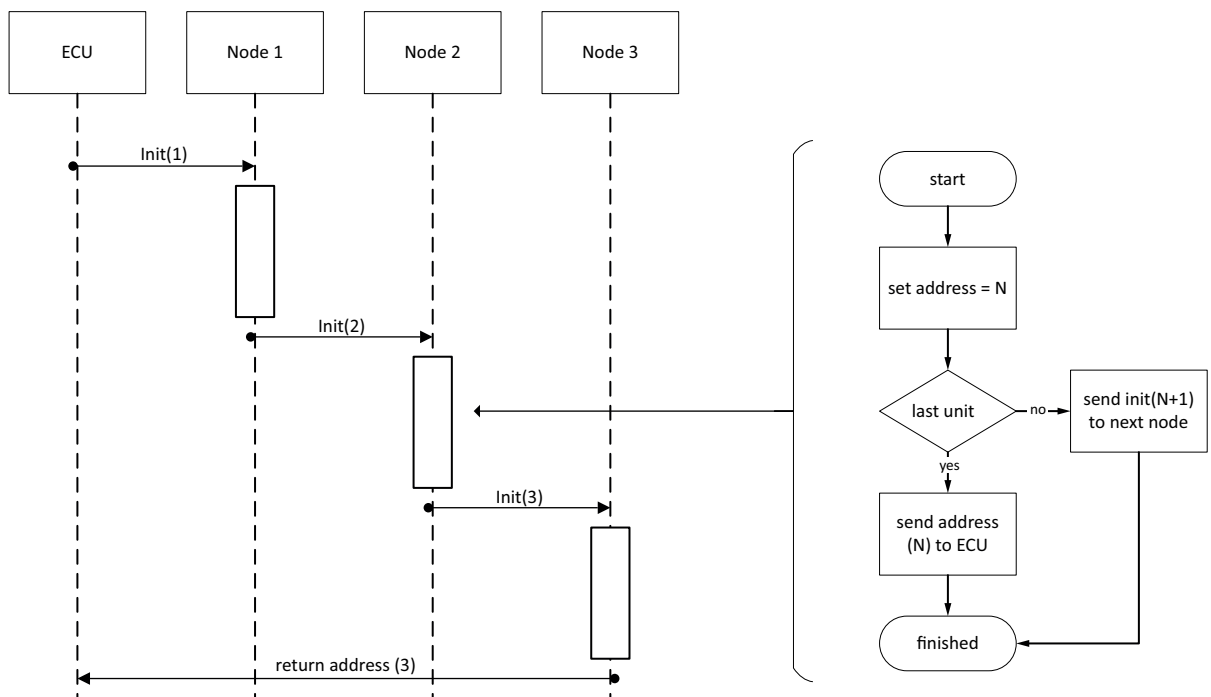 ECU
Node 1
Node 2
Node 3
Init(1)
Init(2)
Init(3)
return address (3)
start
set address = N
last unit
no
send init(N+1)
to next node
yes
send address
(N) to ECU
finished